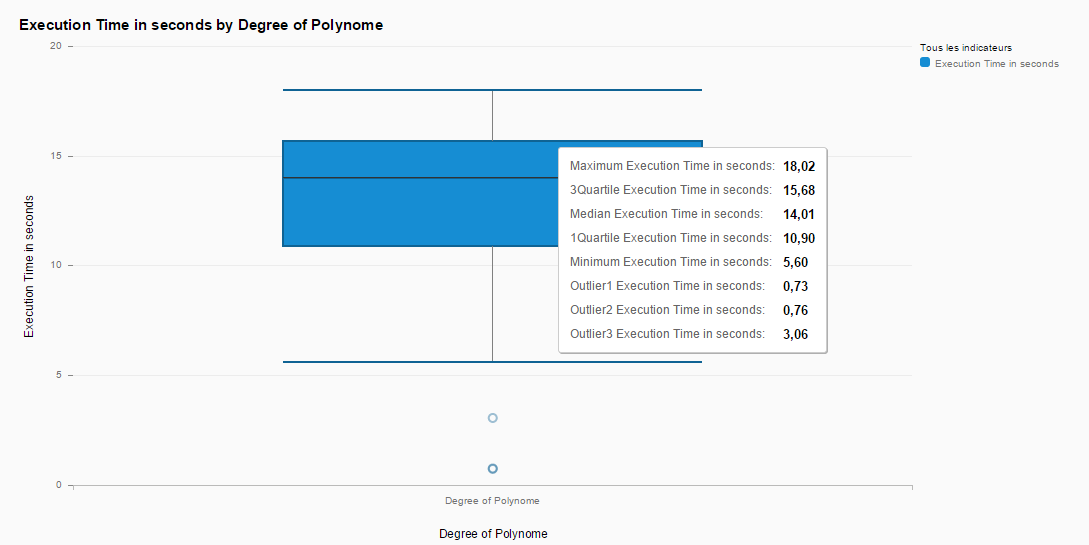 Execution Time in seconds by Degree of Polynome
Tous les indicateurs
Execution Time in seconds
20
15
10
5
0
Execution Time in seconds
Maximum Execution Time in seconds: 18,02
3Quartile Execution Time in seconds: 15,68
Median Execution Time in seconds: 14,01
1Quartile Execution Time in seconds: 10,90
Minimum Execution Time in seconds: 5,60
Outlier1 Execution Time in seconds: 0,73
Outlier2 Execution Time in seconds: 0,76
Outlier3 Execution Time in seconds: 3,06
Degree of Polynome
Degree of Polynome